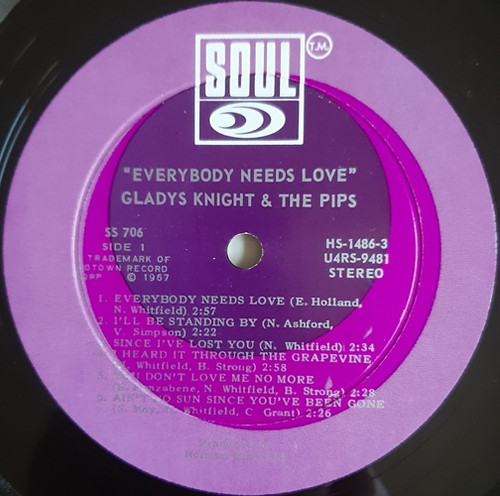 SOUL
T.M.
"EVERYBODY NEEDS LOVE"
GLADYS KNIGHT & THE PIPS
SS 706
SIDE 1
TRADEMARK OF
OTOWN RECORD
ORP © 1967
HS-1486-3
U4RS-9481
STEREO
1. EVERYBODY NEEDS LOVE (E. Holland,
N. Whitfield) 2:57
2. I'LL BE STANDING BY (N. Ashford,
V. Simpson) 2:22
SINCE I'VE LOST YOU (N. Whitfield) 2:34
I HEARD IT THROUGH THE GRAPEVINE
Whitfield, B. Strong) 2:58
DON'T LOVE ME NO MORE
N. Whitfield, B. Strong) 2:28
6. AIN'T NO SUN SINCE YOU'VE BEEN GONE
(S. Moy, N. Whitfield, C Grant) 2:26